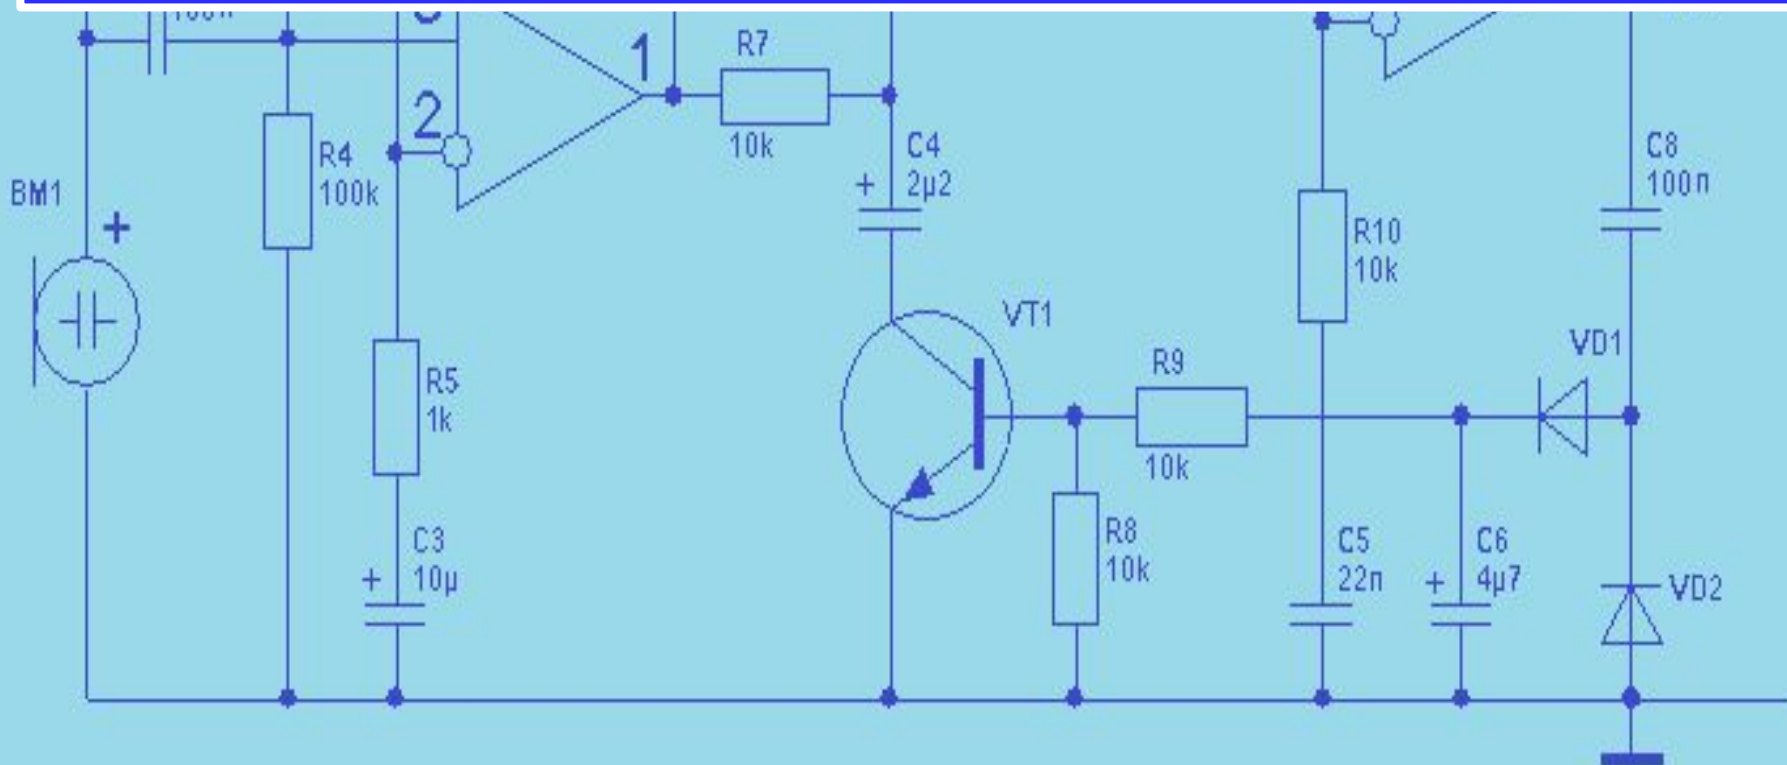 1
R7
10k
2
R4
100k
C4
+
2µ2
C8
100n
BM1
+
R10
10k
VT1
VD1
R9
10k
R5
1k
C3
+
10µ
R8
10k
C5
22n
C6
+
4µ7
VD2